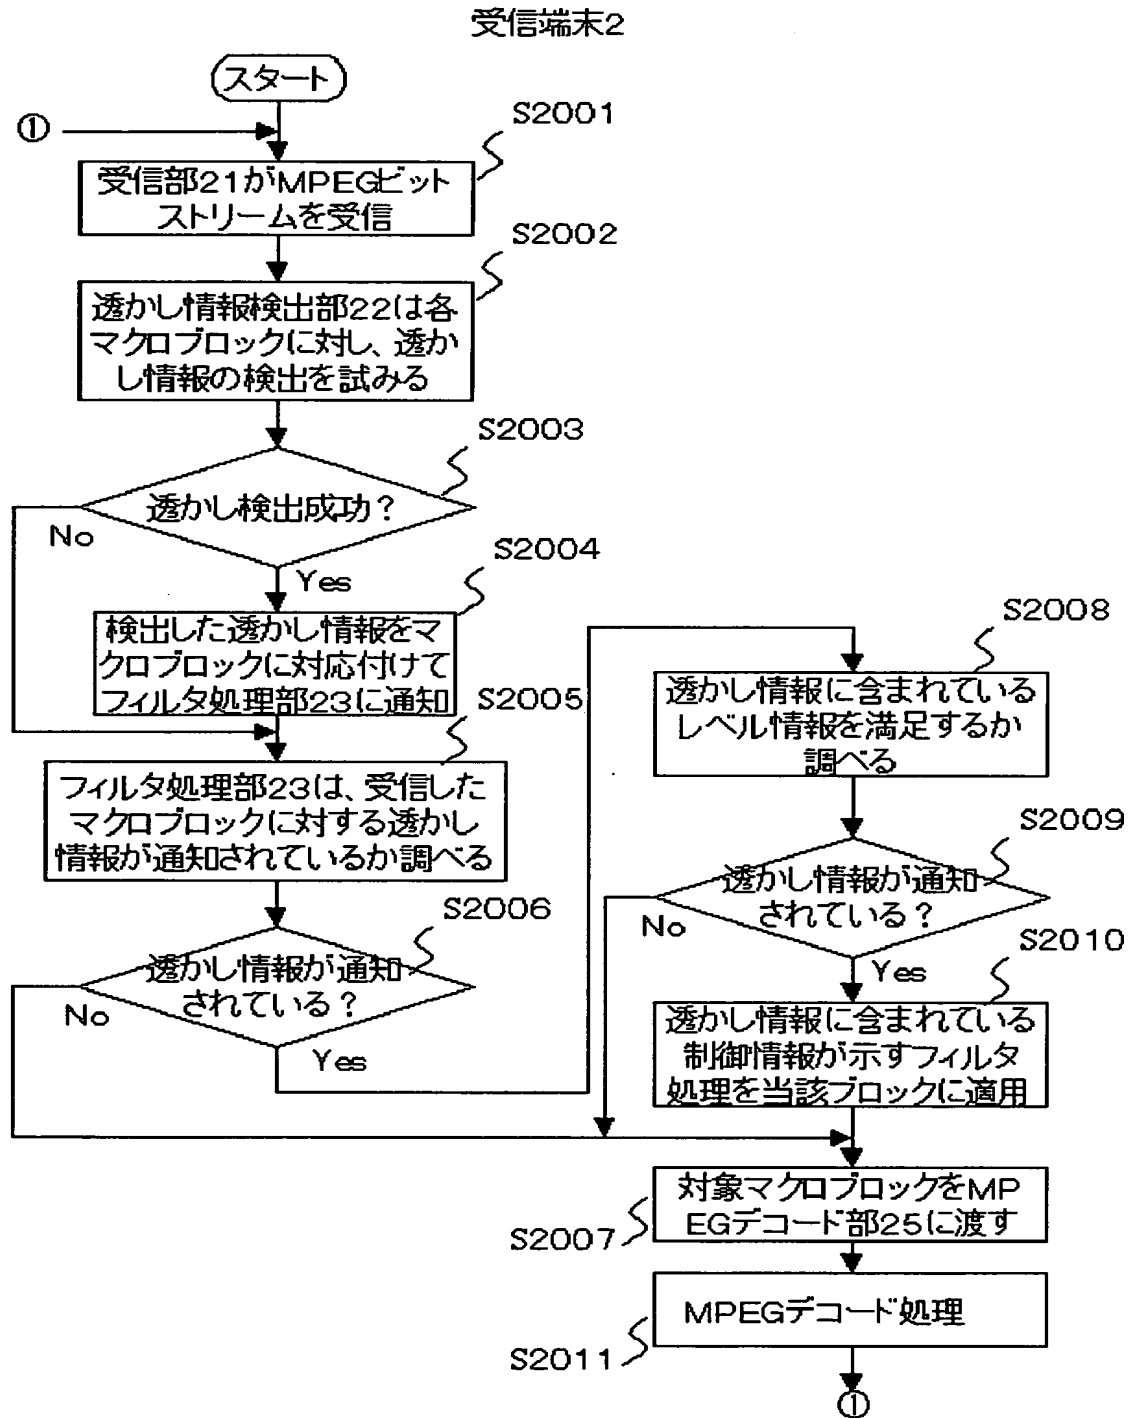 受信端末2
スタート
①
S2001
受信部21がMPEGビット
ストリームを受信
S2002
透かし情報検出部22は各
マクロブロックに対し、透か
し情報の検出を試みる
S2003
透かし検出成功？
No
Yes
S2004
検出した透かし情報をマ
クロブロックに対応付けて
フィルタ処理部23に通知
S2005
フィルタ処理部23は、受信した
マクロブロックに対する透かし
情報が通知されているか調べる
S2006
透かし情報が通知
されている？
No
Yes
S2008
透かし情報に含まれている
レベル情報を満足するか
調べる
S2009
透かし情報が通知
されている？
No
Yes
S2010
透かし情報に含まれている
制御情報が示すフィルタ
処理を当該ブロックに適用
対象マクロブロックをMP
EGデコード部25に渡す
S2007
MPEGデコード処理
S2011
①